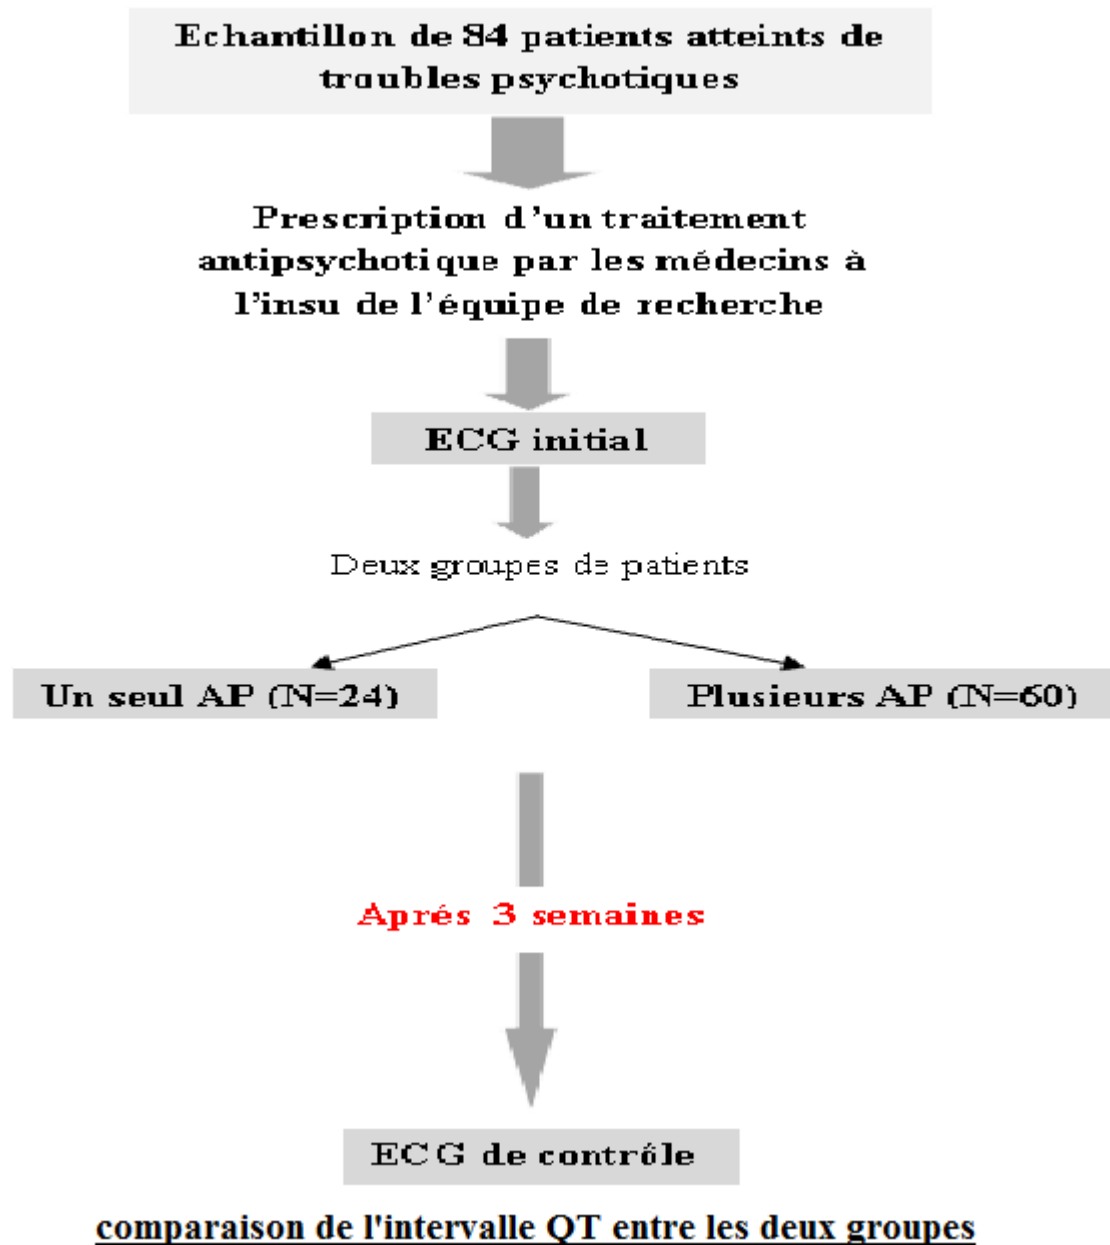 Echantillon de 84 patients atteints de
troubles psychotiques
Prescription d'un traitement
antipsychotique par les médecins à
l'insu de l'équipe de recherche
ECG initial
Deux groupes de patients
Un seul AP (N=24)
Plusieurs AP (N=60)
Aprés 3 semaines
ECG de contrôle
comparaison de l'intervalle QT entre les deux groupes